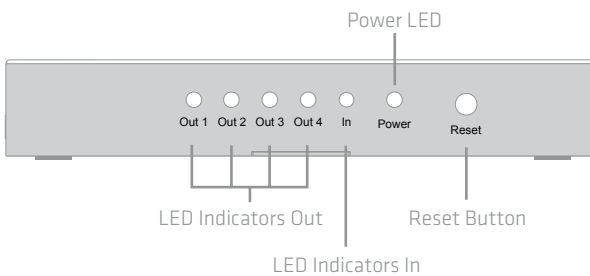 Power LED
Out 1 Out 2 Out 3 Out 4 In Power Reset
LED Indicators Out Reset Button
LED Indicators In